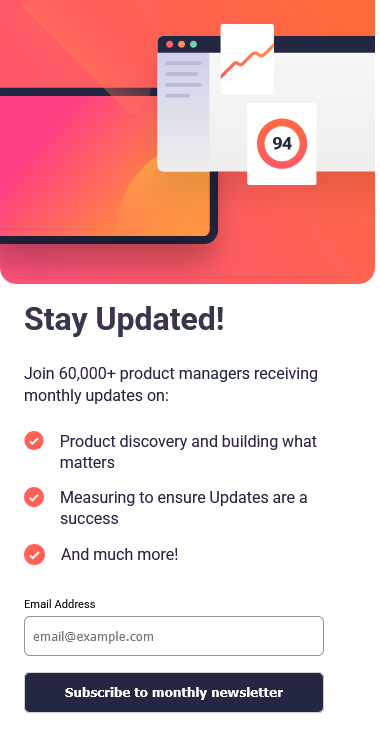 94
Stay Updated!
Join 60,000+ product managers receiving
monthly updates on:
Product discovery and building what
matters
Measuring to ensure Updates are a
success
And much more!
Email Address
email@example.com
Subscribe to monthly newsletter